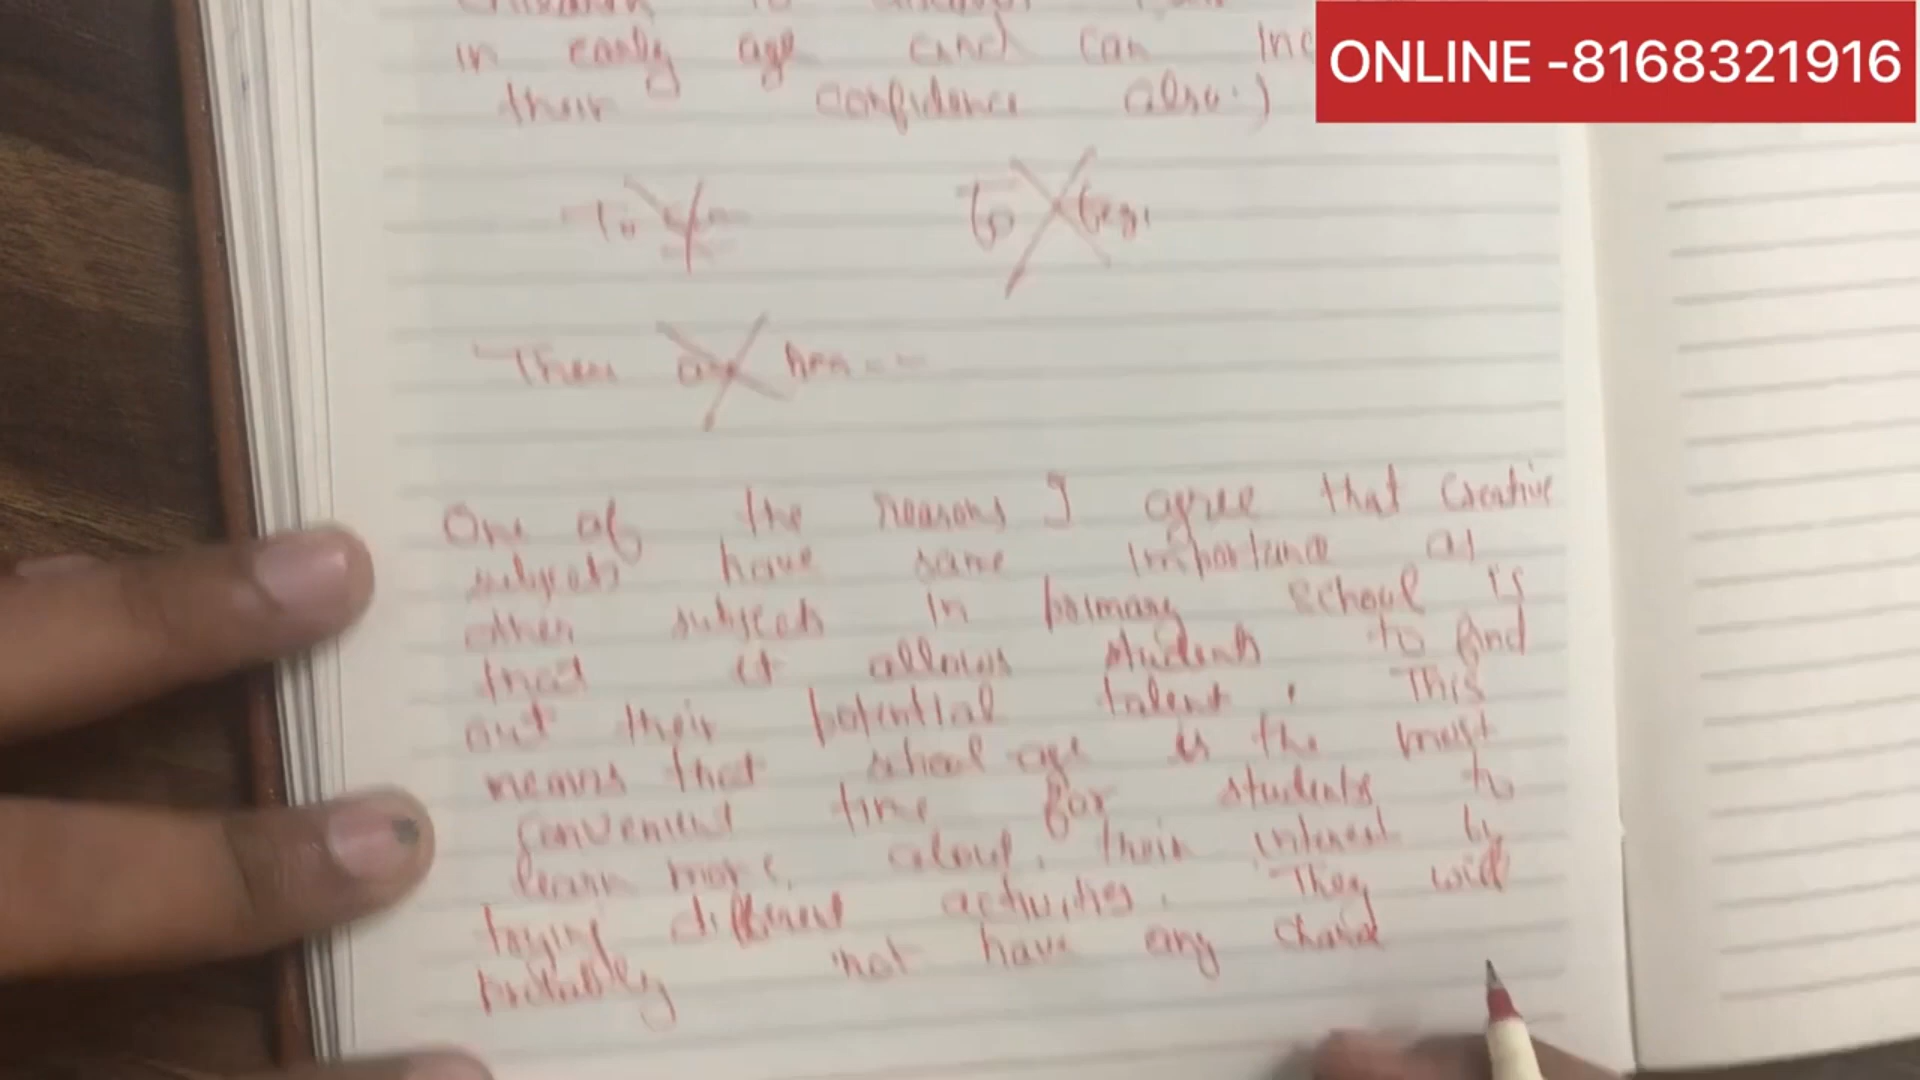 in early age and can Inc
their confidence also.)
ONLINE -8168321916
To
To
Then
One of the reasons I agree that Creative
subjects have same importance as
other subjects in primary school is
that it allows students to find
out their potential talent. This
means that school age is the most
convenient time for students to
learn more about their interest by
trying different activities. They will
probably not have any chance